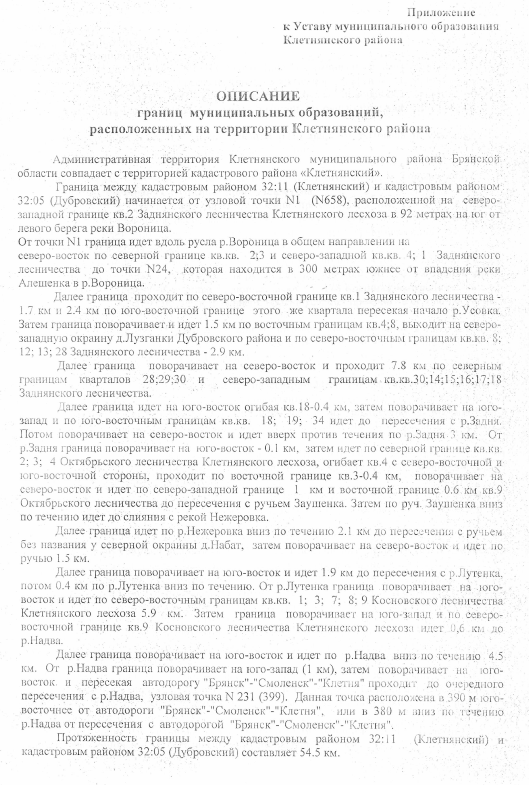 Приложение
к Уставу муниципального образования
Клетнянского района
ОПИСАНИЕ
границ муниципальных образований,
расположенных на территории Клетнянского района
Административная территория Клетнянского муниципального района Брянской
области совпадает с территорией кадастрового района «Клетнянский».
Граница между кадастровым районом 32:11 (Клетнянский) и кадастровым районом
32:05 (Дубровский) начинается от узловой точки N1 (N658), расположенной на северо-
западной границе кв.2 Заднянского лесничества Клетнянского лесхоза в 92 метрах на юг от
левого берега реки Вороница.
От точки N1 граница идет вдоль русла р.Вороница в общем направлении на
северо-восток по северной границе кв.кв. 2;3 и северо-западной кв.кв. 4; 1 Заднянского
лесничества до точки N24, которая находится в 300 метрах южнее от впадения реки
Алешенка в р.Вороница.
Далее граница проходит по северо-восточной границе кв.1 Заднянского лесничества -
1.7 км и 2.4 км по юго-восточной границе этого же квартала пересекая начало р.Усовка.
Затем граница поворачивает и идет 1.5 км по восточным границам кв.4;8, выходит на северо-
западную окраину д.Лузганки Дубровского района и по северо-восточным границам кв.кв. 8;
12; 13; 28 Заднянского лесничества - 2.9 км.
Далее граница поворачивает на северо-восток и проходит 7.8 км по северным
границам кварталов 28;29;30 и северо-западным границам кв.кв.30;14;15;16;17;18
Заднянского лесничества.
Далее граница идет на юго-восток огибая кв.18-0.4 км, затем поворачивает на юго-
запад и по юго-восточным границам кв.кв. 18; 19; 34 идет до пересечения с р.Задня.
Потом поворачивает на северо-восток и идет вверх против течения по р.Задня 3 км. От
р.Задня граница поворачивает на юго-восток - 0.1 км, затем идет по северной границе кв.кв.
2; 3; 4 Октябрьского лесничества Клетнянского лесхоза, огибает кв.4 с северо-восточной и
юго-восточной стороны, проходит по восточной границе кв.3-0.4 км, поворачивает на
северо-восток и идет по северо-западной границе 1 км и восточной границе 0.6 км кв.9
Октябрьского лесничества до пересечения с ручьем Заушенка. Затем по руч. Заушенка вниз
по течению идет до слияния с рекой Нежеровка.
Далее граница идет по р.Нежеровка вниз по течению 2.1 км до пересечения с ручьем
без названия у северной окраины д.Набат, затем поворачивает на северо-восток и идет по
ручью 1.5 км.
Далее граница поворачивает на юго-восток и идет 1.9 км до пересечения с р.Лутенка,
потом 0.4 км по р.Лутенка вниз по течению. От р.Лутенка граница поворачивает на юго-
восток и идет по северо-восточным границам кв.кв. 1; 3; 7; 8; 9 Косновского лесничества
Клетнянского лесхоза 5.9 км. Затем граница поворачивает на юго-запад и по северо-
восточной границе кв.9 Косновского лесничества Клетнянского лесхоза идет 0,6 км до
р.Надва.
Далее граница поворачивает на юго-восток и идет по р.Надва вниз по течению 4.5
км. От р.Надва граница поворачивает на юго-запад (1 км), затем поворачивает на юго-
восток и пересекая автодорогу "Брянск"-"Смоленск"-"Клетня" проходит до очередного
пересечения с р.Надва, узловая точка N 231 (399). Данная точка расположена в 390 м юго-
восточнее от автодороги "Брянск"-"Смоленск"-"Клетня", или в 380 м вниз по течению
р.Надва от пересечения с автодорогой "Брянск"-"Смоленск"-"Клетня".
Протяженность границы между кадастровым районом 32:11 (Клетнянский) и
кадастровым районом 32:05 (Дубровский) составляет 54.5 км.